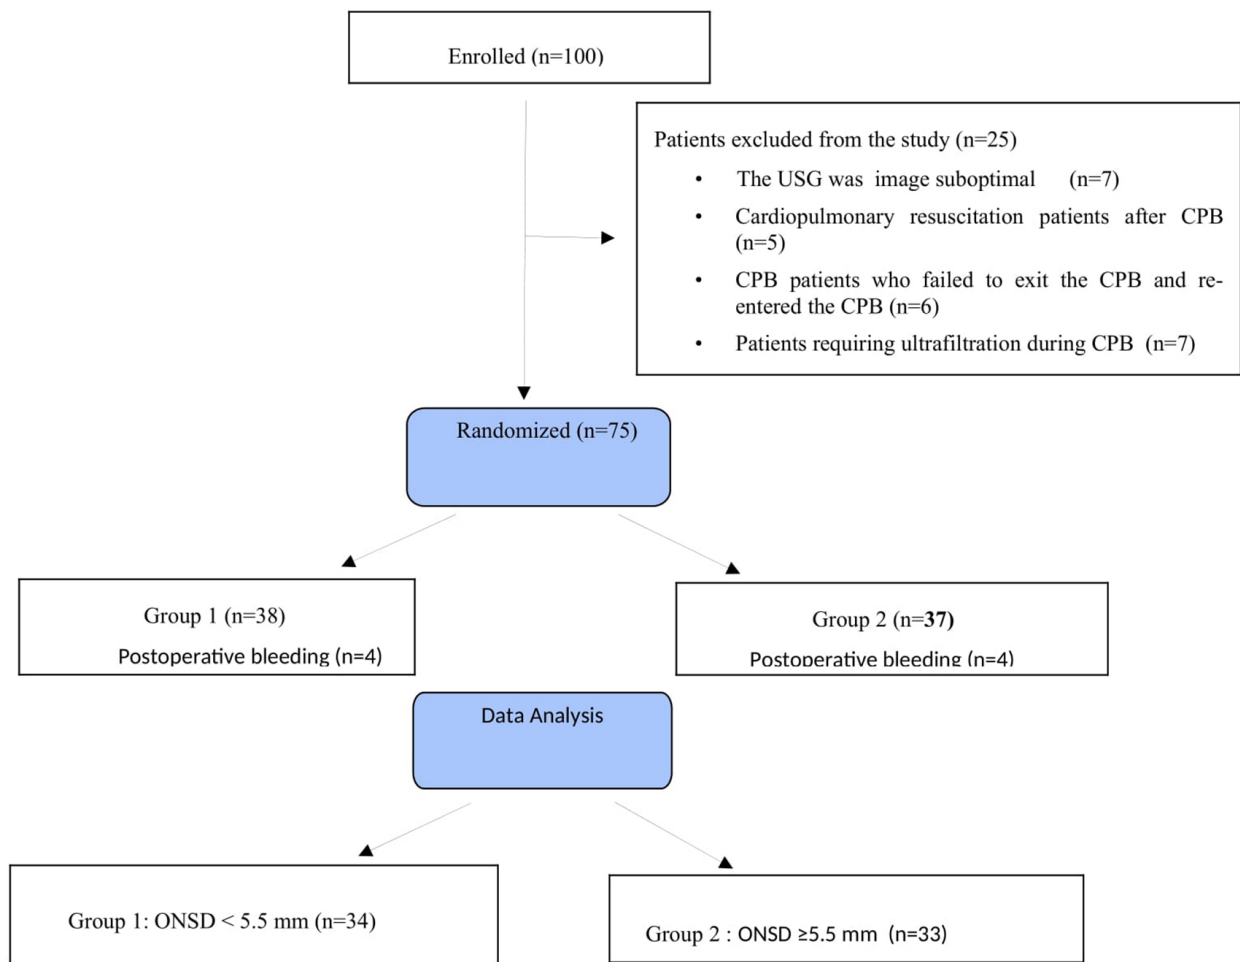 Enrolled (n=100)
Patients excluded from the study (n=25)
• The USG was image suboptimal (n=7)
• Cardiopulmonary resuscitation patients after CPB
(n=5)
• CPB patients who failed to exit the CPB and re-
entered the CPB (n=6)
• Patients requiring ultrafiltration during CPB (n=7)
Randomized (n=75)
Group 1 (n=38)
Postoperative bleeding (n=4)
Group 2 (n=37)
Postoperative bleeding (n=4)
Data Analysis
Group 1: ONSD < 5.5 mm (n=34)
Group 2 : ONSD ≥5.5 mm (n=33)